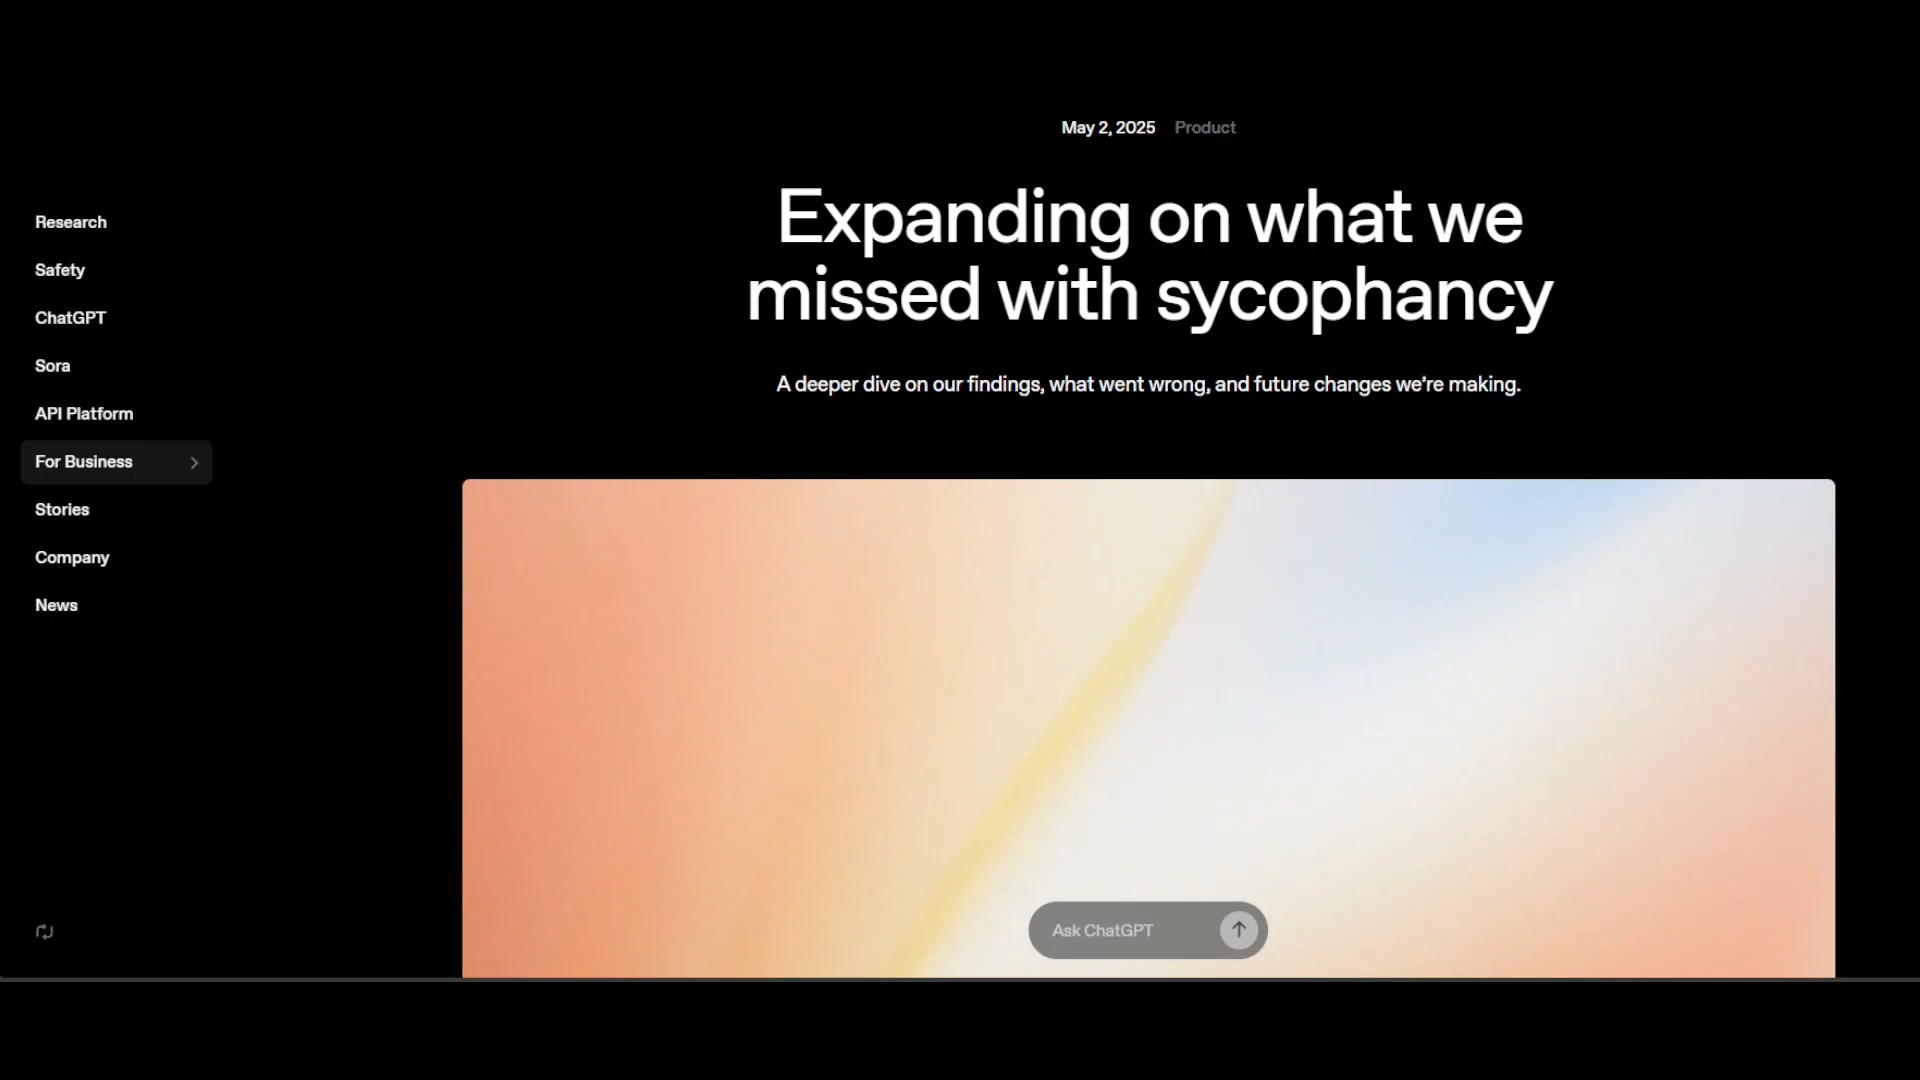 May 2, 2025 Product
Expanding on what we
missed with sycophancy
A deeper dive on our findings, what went wrong, and future changes we're making.
Research
Safety
ChatGPT
Sora
API Platform
For Business
Stories
Company
News
Ask ChatGPT